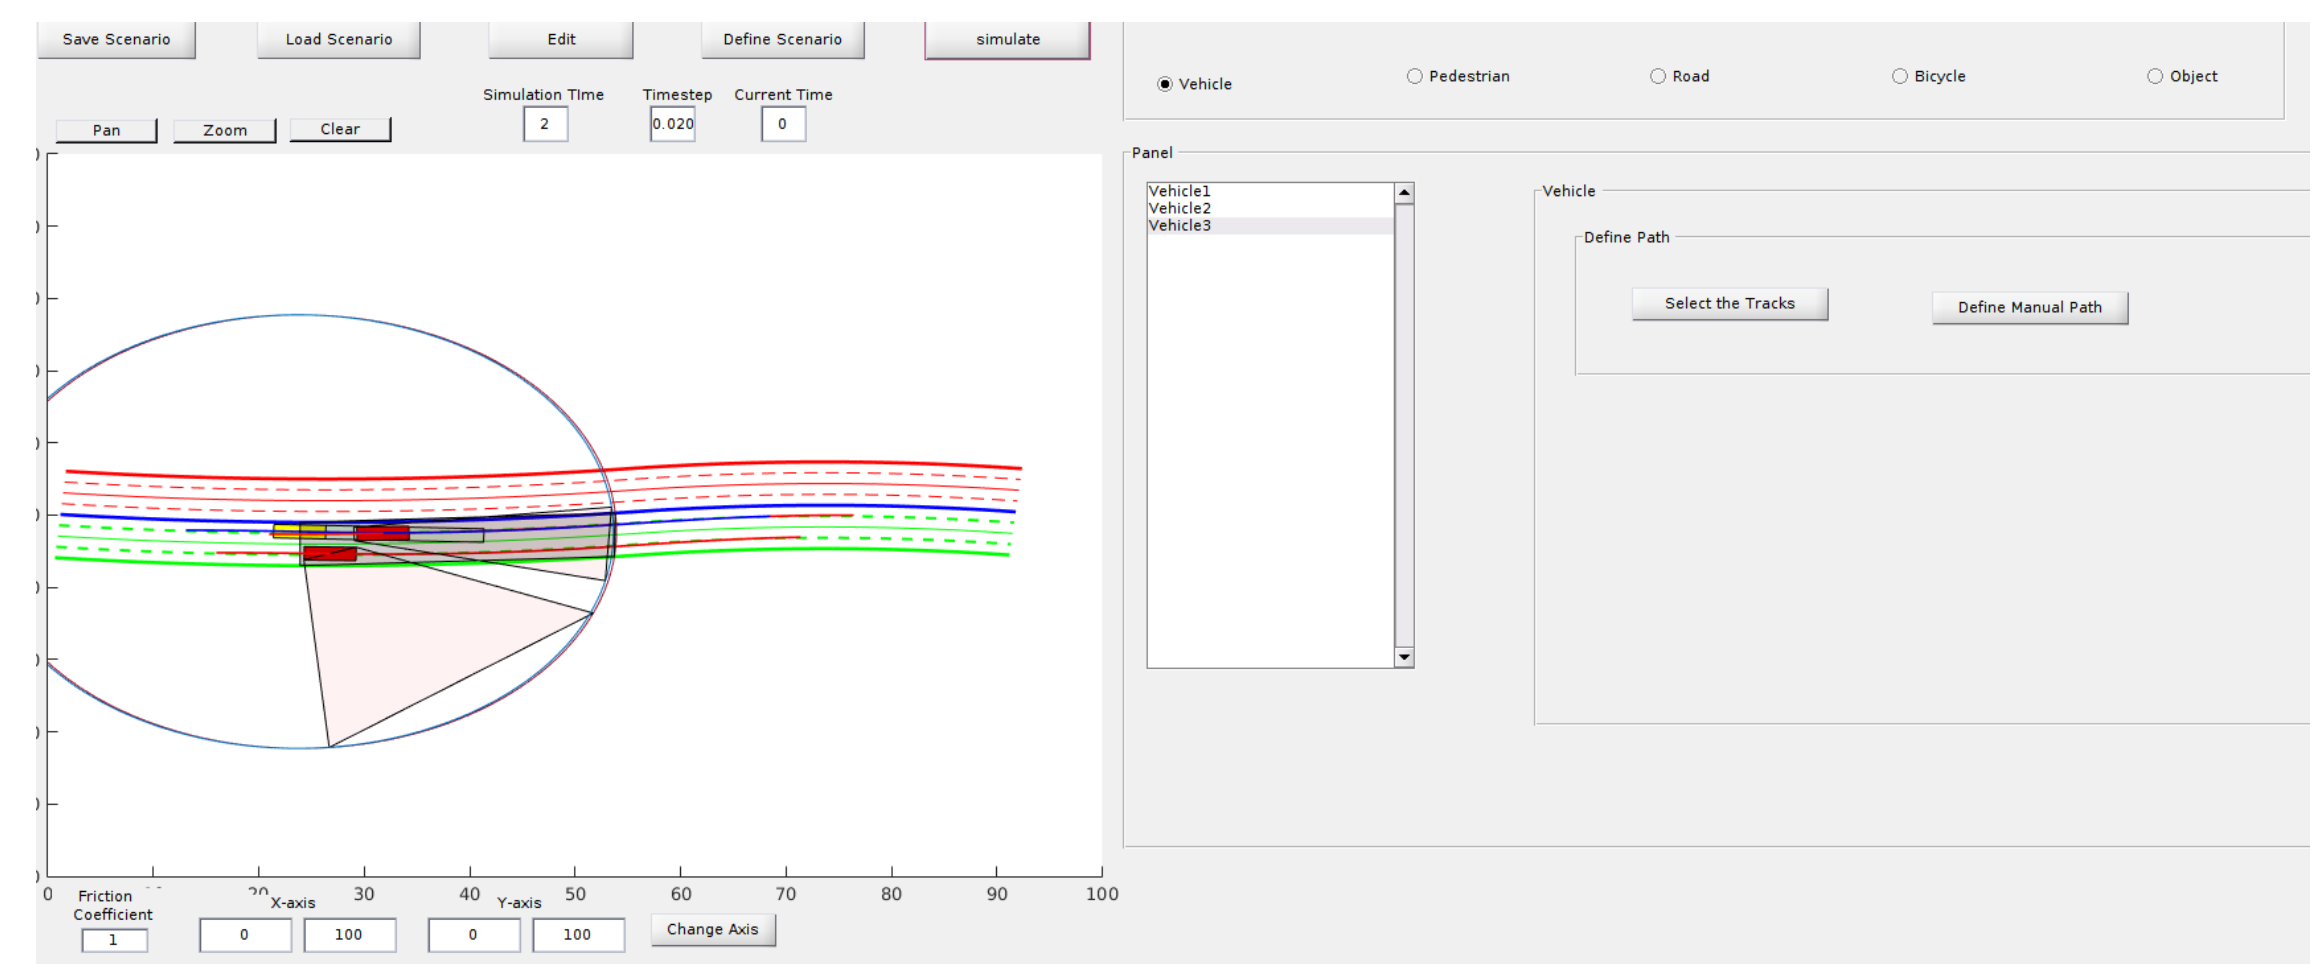 Save Scenario
Load Scenario
Edit
Define Scenario
simulate
Vehicle
Pedestrian
Road
Bicycle
Object
Simulation TIme
Timestep
Current Time
2
0.020
0
Pan
Zoom
Clear
Panel
Vehicle1
Vehicle2
Vehicle3
Vehicle
Define Path
Select the Tracks
Define Manual Path
0
20
30
40
50
60
70
80
90
100
Friction
Coefficient
1
X-axis
0
100
Y-axis
0
100
Change Axis